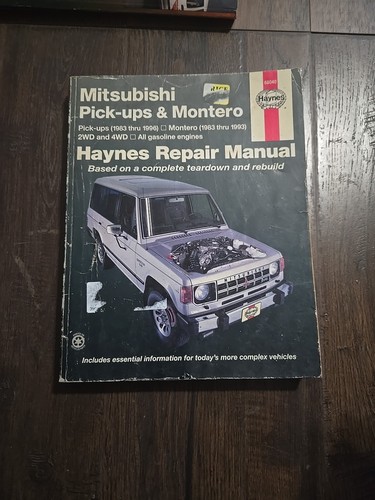 Mitsubishi
Pick-ups & Montero
Pick-ups (1983 thru 1996) □ Montero (1983 thru 1993)
2WD and 4WD □ All gasoline engines
Haynes
Haynes Repair Manual
Based on a complete teardown and rebuild
Haynes
Includes essential information for today's more complex vehicles